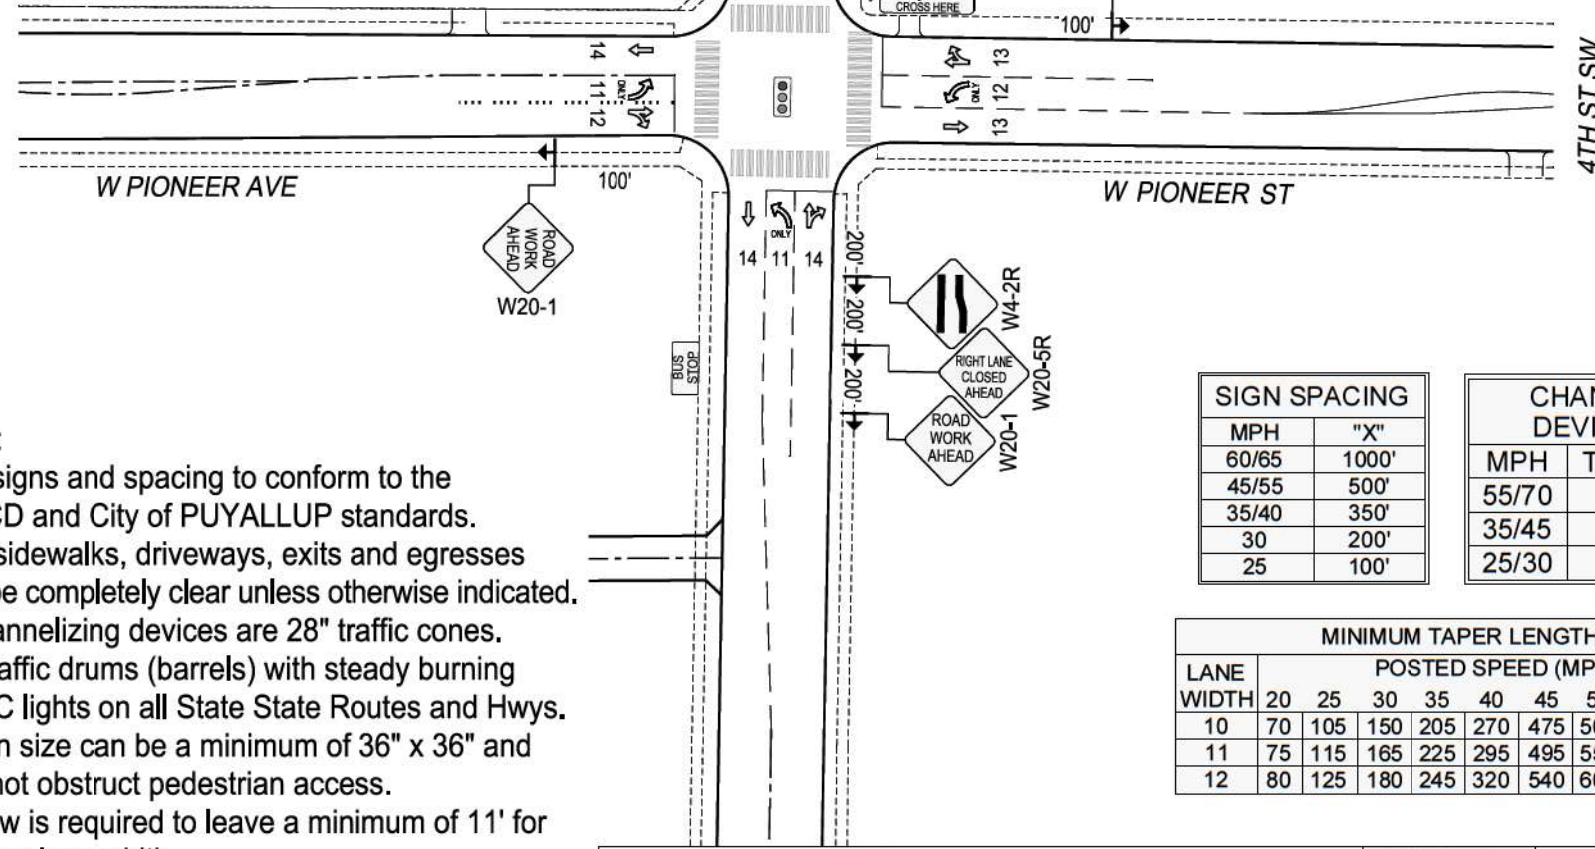 CROSS HERE
100'
4TH ST SW
14
11
ONLY
12
13
12
ONLY
13
W PIONEER AVE
100'
W PIONEER ST
ROAD
WORK
AHEAD
W20-1
ONLY
14 11 14
200'
200'
200'
W4-2R
RIGHT LANE
CLOSED
AHEAD
W20-5R
ROAD
WORK
AHEAD
W20-1
BUS
STOP
signs and spacing to conform to the
CD and City of PUYALLUP standards.
sidewalks, driveways, exits and egresses
be completely clear unless otherwise indicated.
annelizing devices are 28" traffic cones.
affic drums (barrels) with steady burning
C lights on all State State Routes and Hwys.
n size can be a minimum of 36" x 36" and
not obstruct pedestrian access.
w is required to leave a minimum of 11' for
SIGN SPACING
MPH "X"
60/65 1000'
45/55 500'
35/40 350'
30 200'
25 100'
CHAN
DEVI
MPH T
55/70
35/45
25/30
MINIMUM TAPER LENGTH
LANE
WIDTH
POSTED SPEED (MP
20 25 30 35 40 45 5
10 70 105 150 205 270 475 50
11 75 115 165 225 295 495 55
12 80 125 180 245 320 540 60